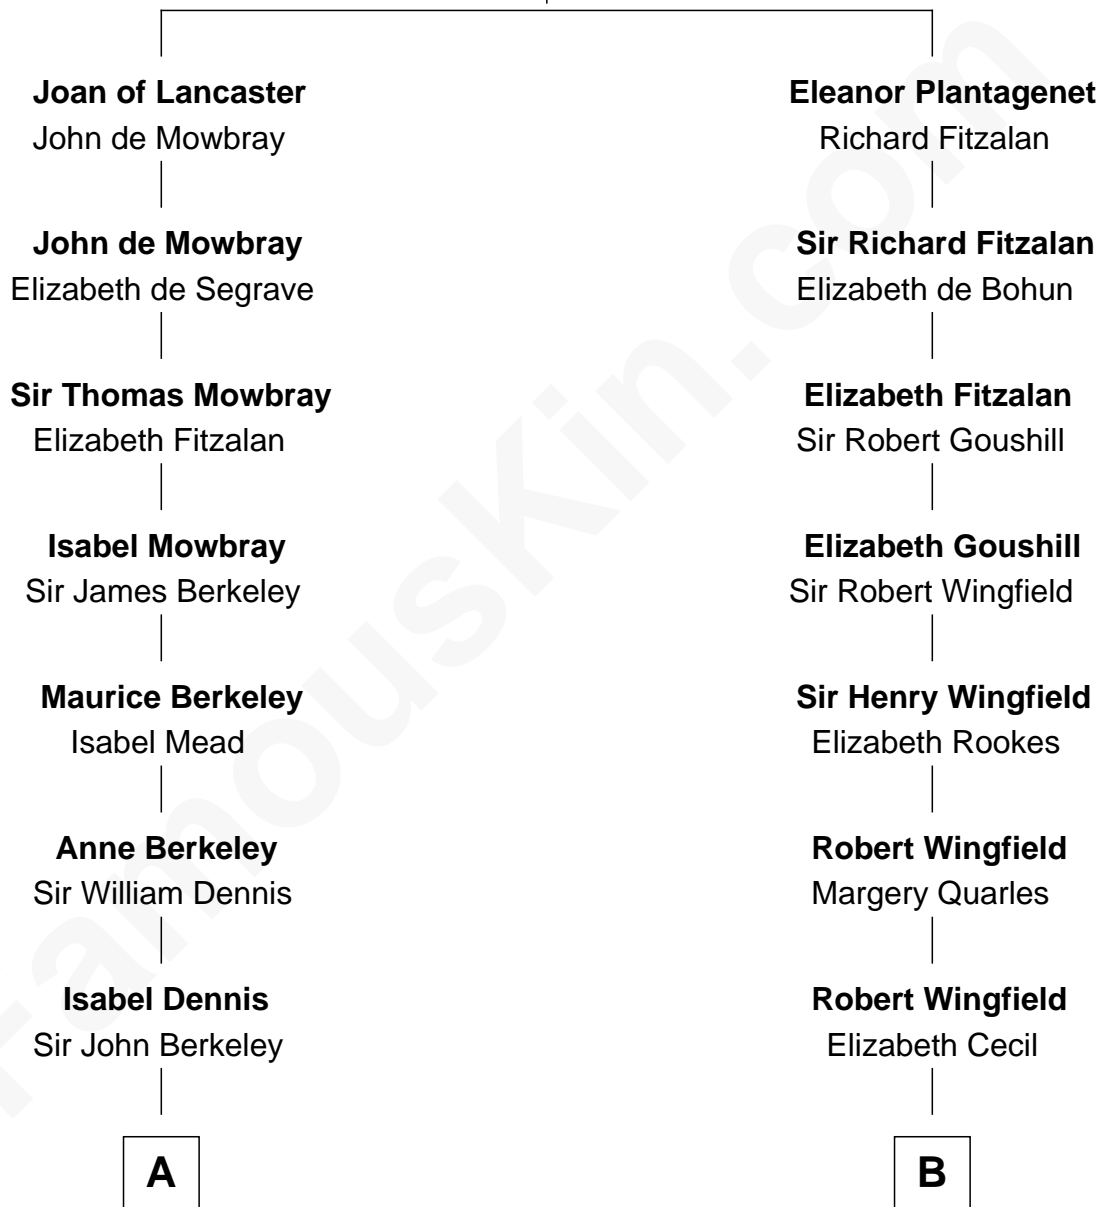 Joan of Lancaster
John de Mowbray
John de Mowbray
Elizabeth de Segrave
Sir Thomas Mowbray
Elizabeth Fitzalan
Isabel Mowbray
Sir James Berkeley
Maurice Berkeley
Isabel Mead
Anne Berkeley
Sir William Dennis
Isabel Dennis
Sir John Berkeley
A
Eleanor Plantagenet
Richard Fitzalan
Sir Richard Fitzalan
Elizabeth de Bohun
Elizabeth Fitzalan
Sir Robert Goushill
Elizabeth Goushill
Sir Robert Wingfield
Sir Henry Wingfield
Elizabeth Rookes
Robert Wingfield
Margery Quarles
Robert Wingfield
Elizabeth Cecil
B
FamousKin.com